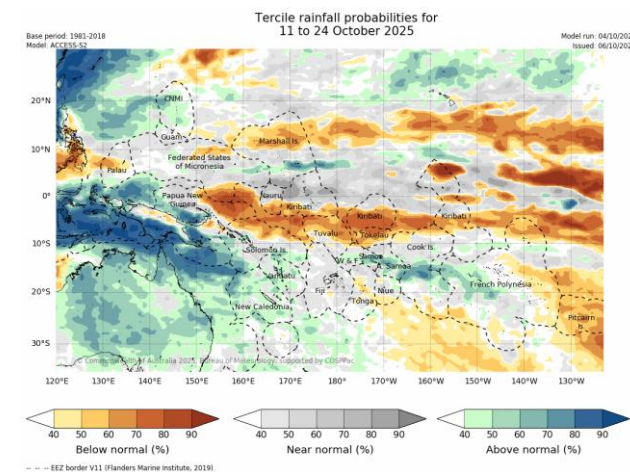 Tercile rainfall probabilities for
11 to 24 October 2025
Base period: 1981-2018
Model: ACCESS-S2
Model run: 04/10/202
Issued: 06/10/202
20°N
10°N
0°
10°S
20°S
30°S
CNMI
Guam
Marshall Is.
Federated States
of Micronesia
Palau
Papua New
Guinea
Nauru
Kiribati
Kiribati
Kiribati
Tuvalu
Tokelau
Solomon Is.
Cook Is.
W & F
Samoa
A. Samoa
Vanuatu
Fiji
Niue
French Polynesia
Tonga
New Caledonia
Pitcairn
Is.
© Commonwealth of Australia 2025, Bureau of Meteorology, supported by COSPPac
120°E 130°E 140°E 150°E 160°E 170°E 180° 170°W 160°W 150°W 140°W 130°W
40 50 60 70 80 90
Below normal (%)
40 50 60 70 80 90
Near normal (%)
40 50 60 70 80 90
Above normal (%)
-- -- -- EEZ border V11 (Flanders Marine Institute, 2019).